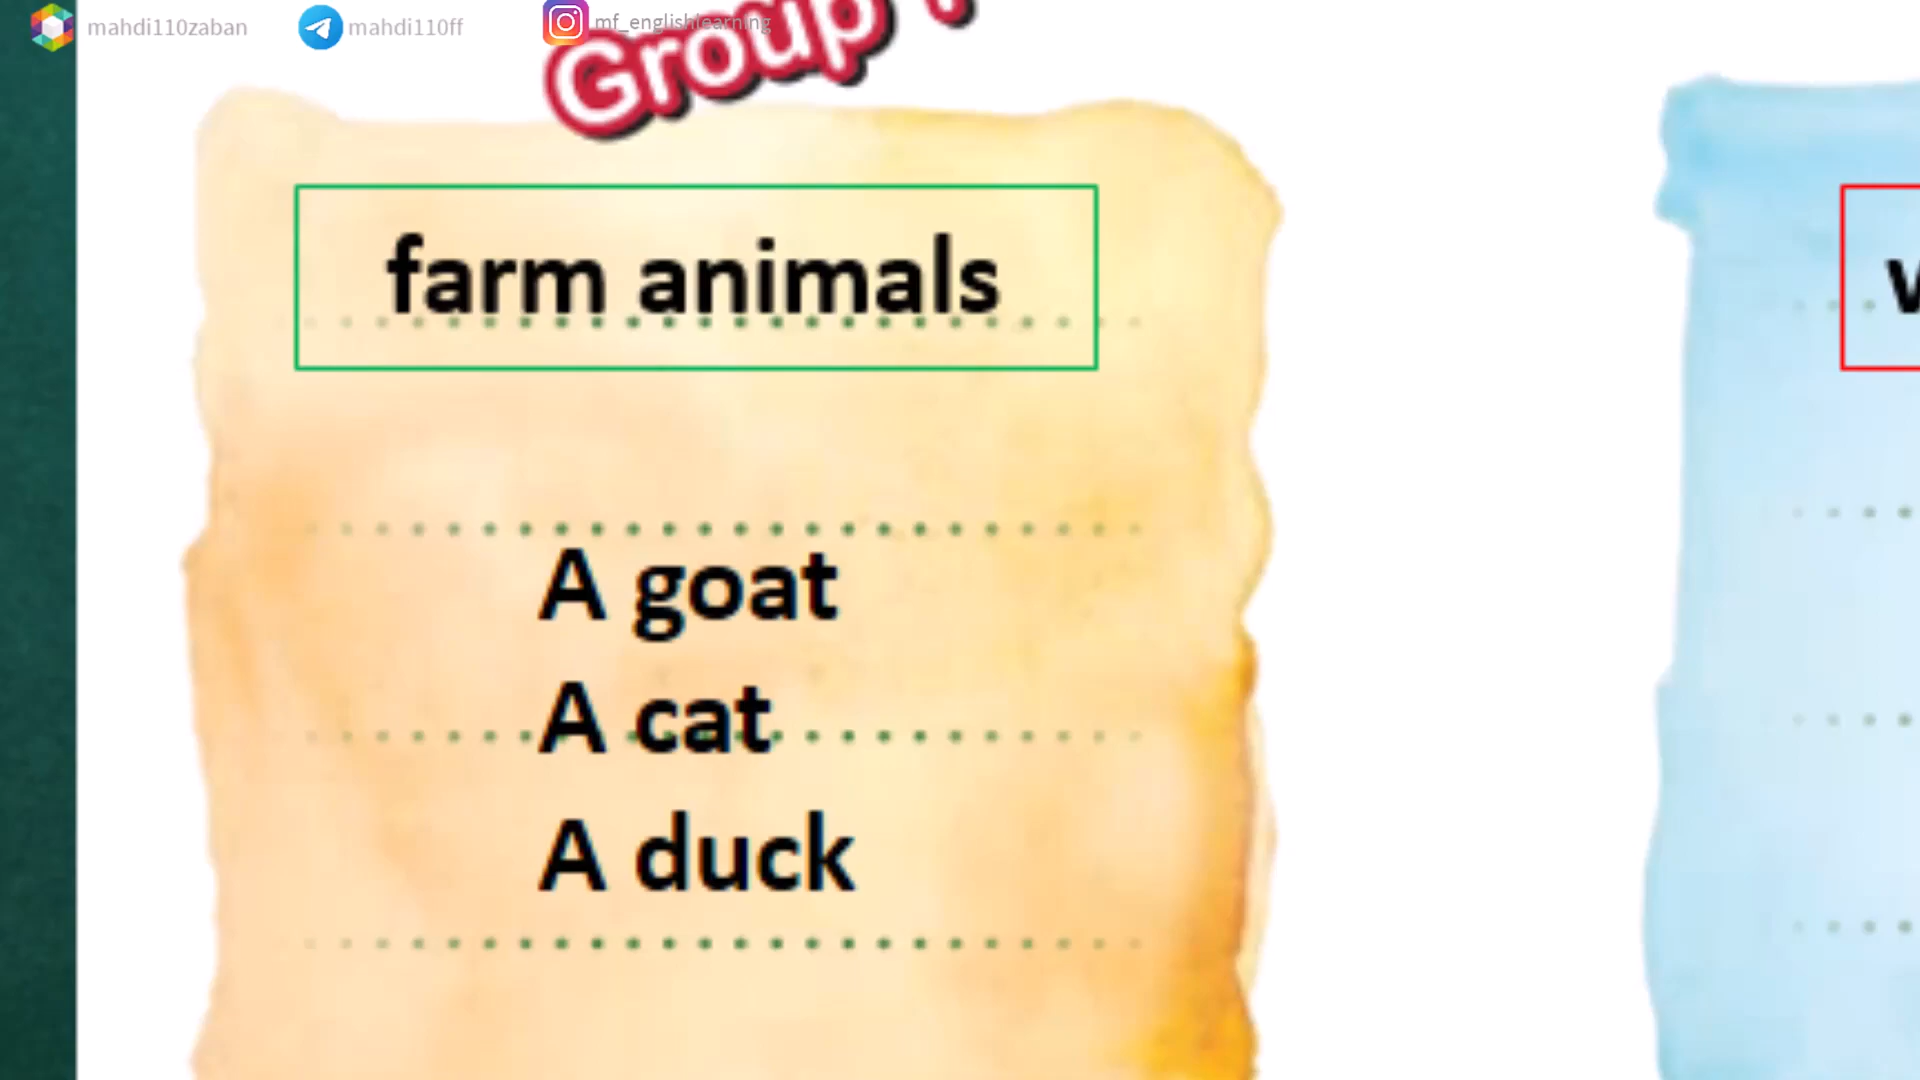 mahdi110zaban
mahdi110ff
mf_englishlearning
Group
farm animals
A goat
A cat
A duck